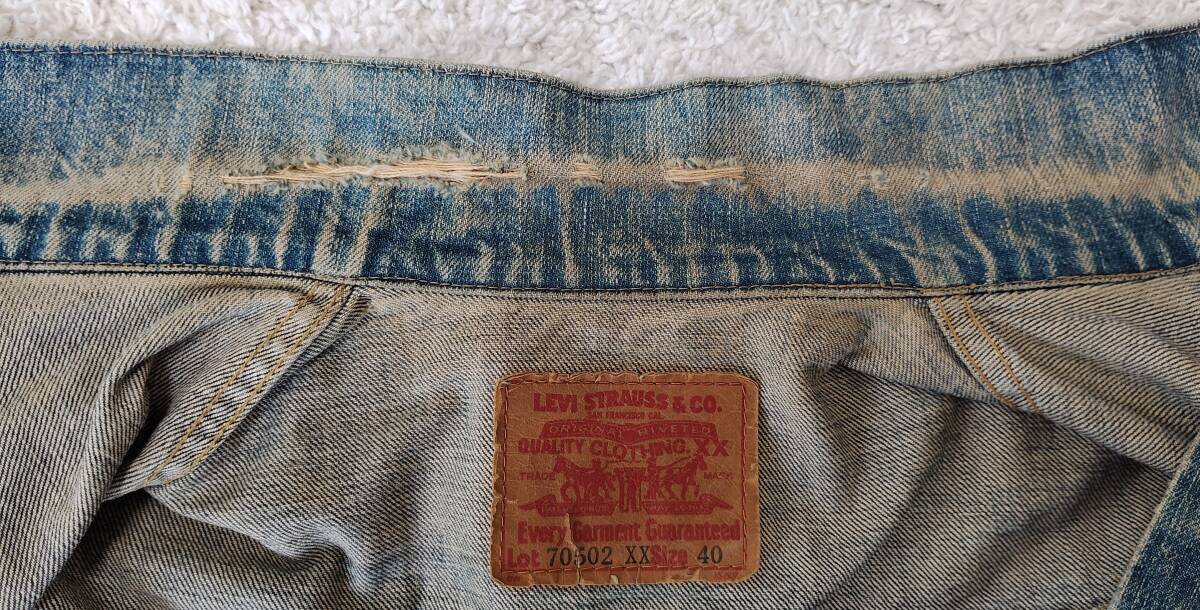 LEVI STRAUSS & CO.
SAN FRANCISCO CAL.
ORIGINAL RIVETED
QUALITY CLOTHING. XX
TRADE MARK
Every Garment Guaranteed
Lot 70502 XX Size 40